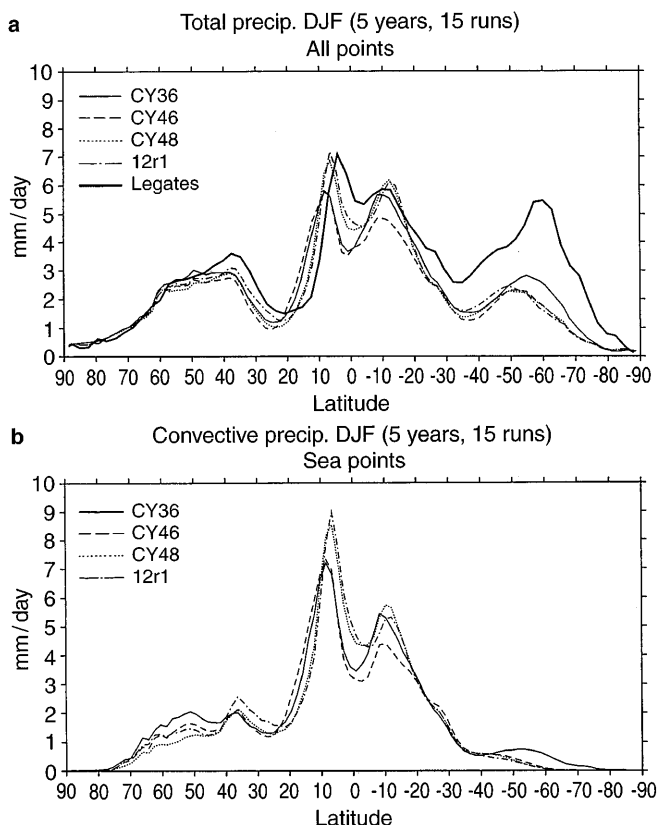 a
Total precip. DJF (5 years, 15 runs)
All points
10
9
8
7
6
5
4
3
2
1
0
mm/day
CY36
CY46
CY48
12r1
Legates
90 80 70 60 50 40 30 20 10 0 -10 -20 -30 -40 -50 -60 -70 -80 -90
Latitude
b
Convective precip. DJF (5 years, 15 runs)
Sea points
10
9
8
7
6
5
4
3
2
1
0
mm/day
CY36
CY46
CY48
12r1
90 80 70 60 50 40 30 20 10 0 -10 -20 -30 -40 -50 -60 -70 -80 -90
Latitude